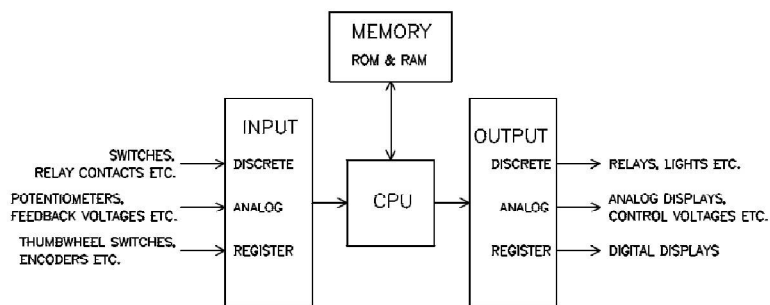 MEMORY
ROM & RAM
INPUT
SWITCHES,
RELAY CONTACTS ETC.
DISCRETE
POTENTIOMETERS,
FEEDBACK VOLTAGES ETC.
ANALOG
THUMBWHEEL SWITCHES,
ENCODERS ETC.
REGISTER
CPU
OUTPUT
DISCRETE
RELAYS, LIGHTS ETC.
ANALOG
ANALOG DISPLAYS,
CONTROL VOLTAGES ETC.
REGISTER
DIGITAL DISPLAYS